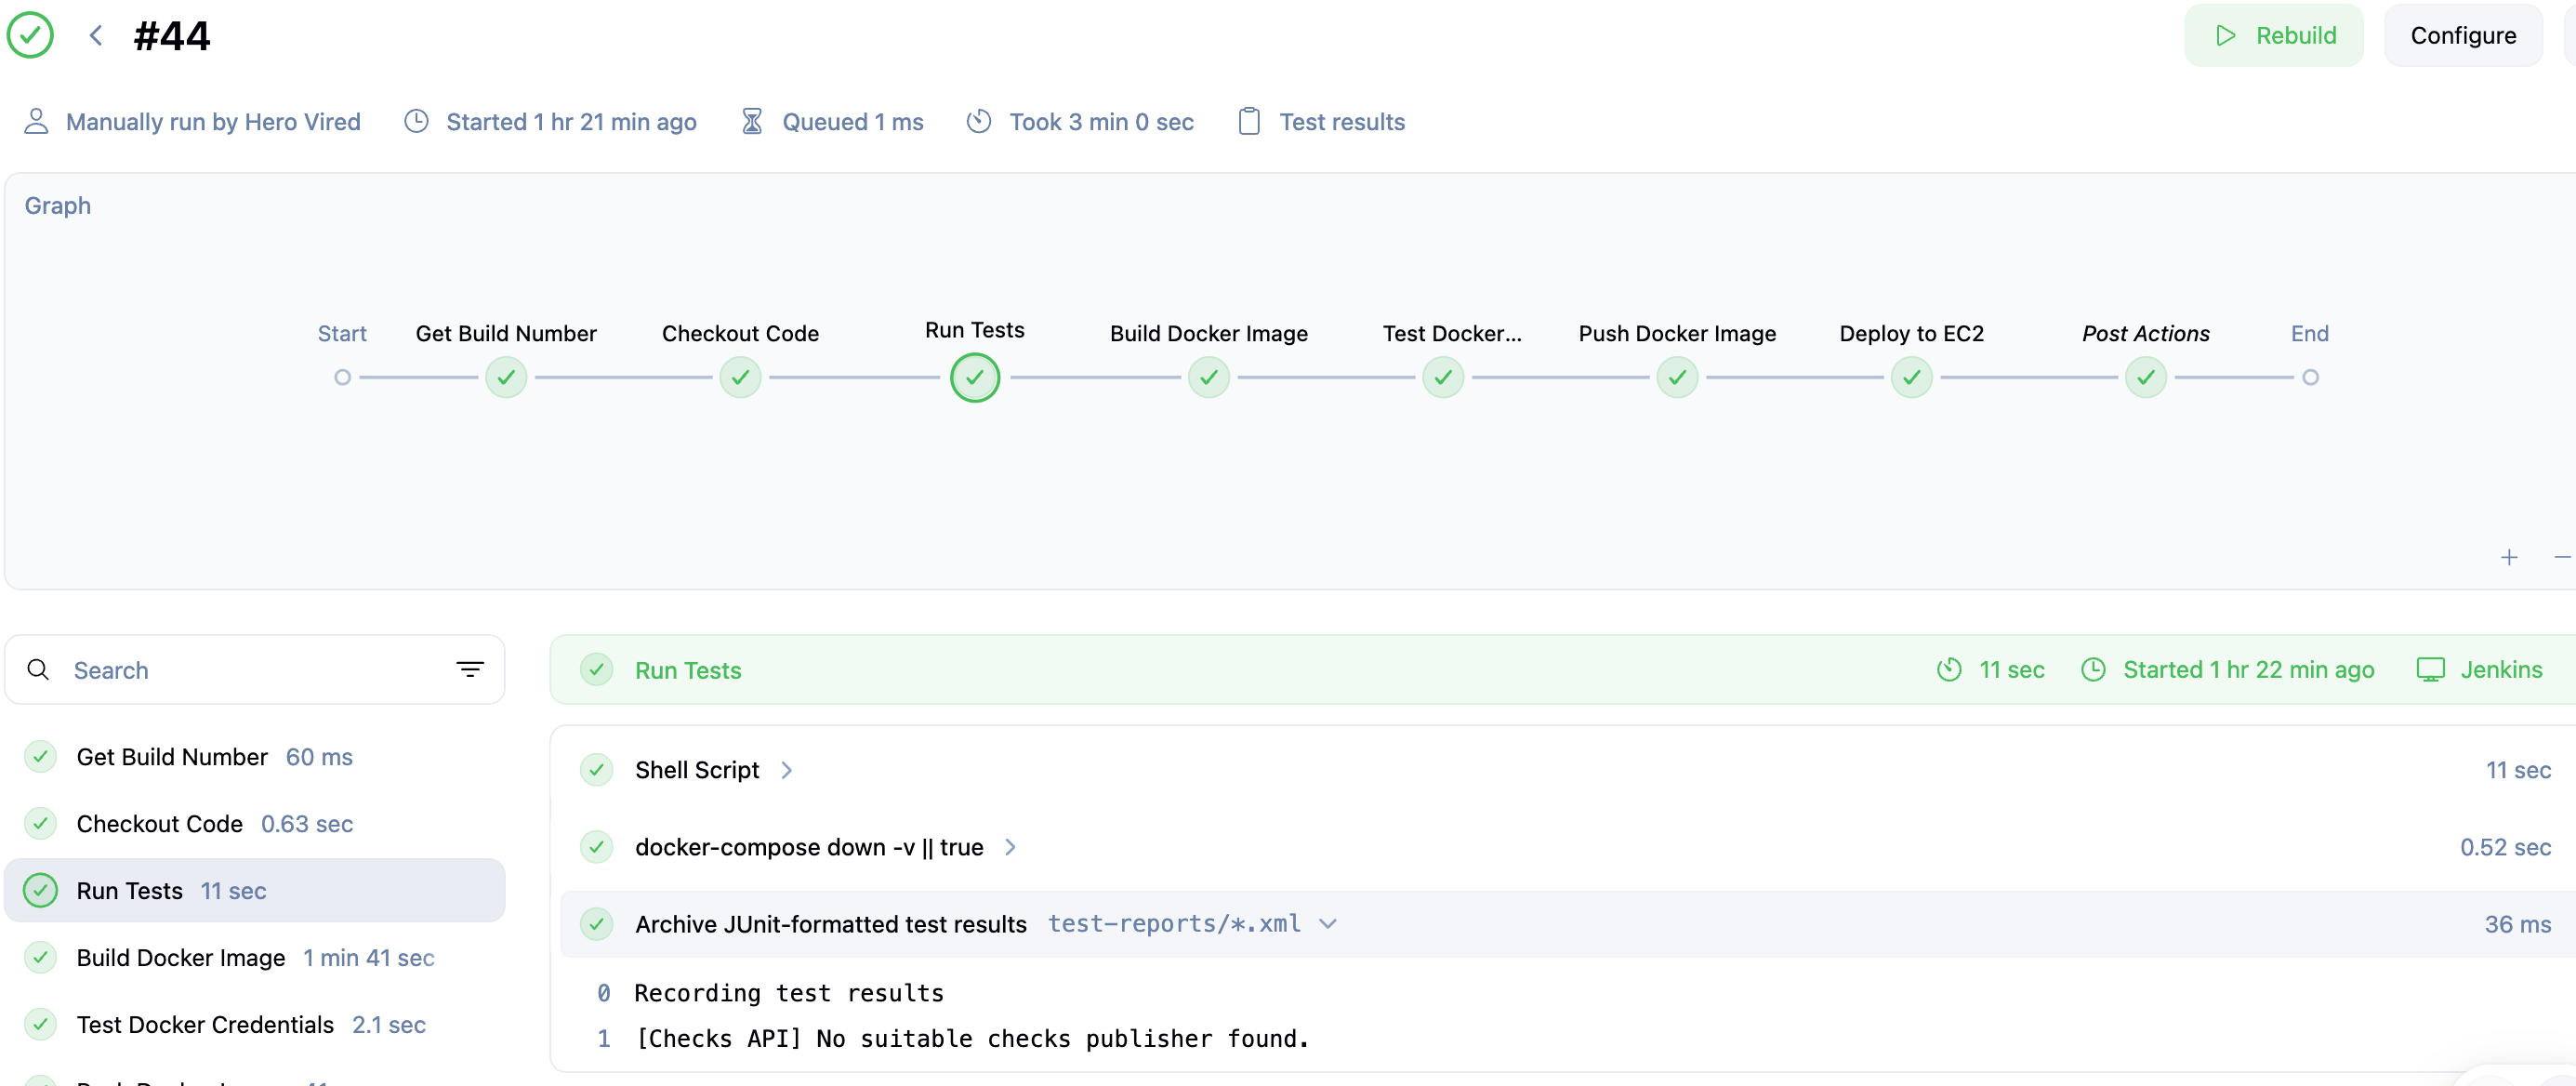 #44
Rebuild
Configure
Manually run by Hero Vired
Started 1 hr 21 min ago
Queued 1 ms
Took 3 min 0 sec
Test results
Graph
Start
Get Build Number
Checkout Code
Run Tests
Build Docker Image
Test Docker...
Push Docker Image
Deploy to EC2
Post Actions
End
Search
Get Build Number 60 ms
Checkout Code 0.63 sec
Run Tests 11 sec
Build Docker Image 1 min 41 sec
Test Docker Credentials 2.1 sec
Run Tests
11 sec
Started 1 hr 22 min ago
Jenkins
Shell Script
11 sec
docker-compose down -v || true
0.52 sec
Archive JUnit-formatted test results test-reports/*.xml
36 ms
0 Recording test results
1 [Checks API] No suitable checks publisher found.